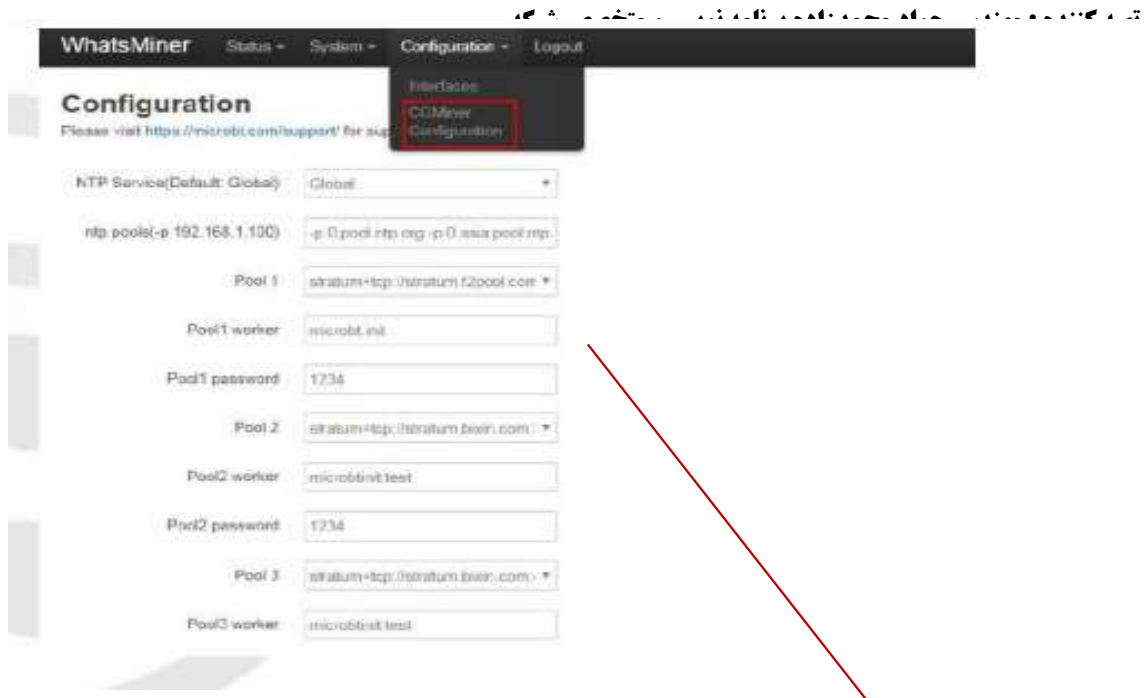 WhatsMiner Status System Configuration Logout
Interfaces
CGMiner
Configuration
Configuration
Please visit https://microbt.com/support/ for sup
NTP Service(Default: Global) Global
ntp pools(-p 192.168.1.100) -p 0.pool.ntp.org -p 0.asia.pool.ntp.
Pool 1 stratum+tcp://stratum.f2pool.com
Pool1 worker microbt.init
Pool1 password 1234
Pool 2 stratum+tcp://stratum.bixin.com:
Pool2 worker microbtinit.test
Pool2 password 1234
Pool 3 stratum+tcp://stratum.bixin.com:
Pool3 worker microbtinit.test